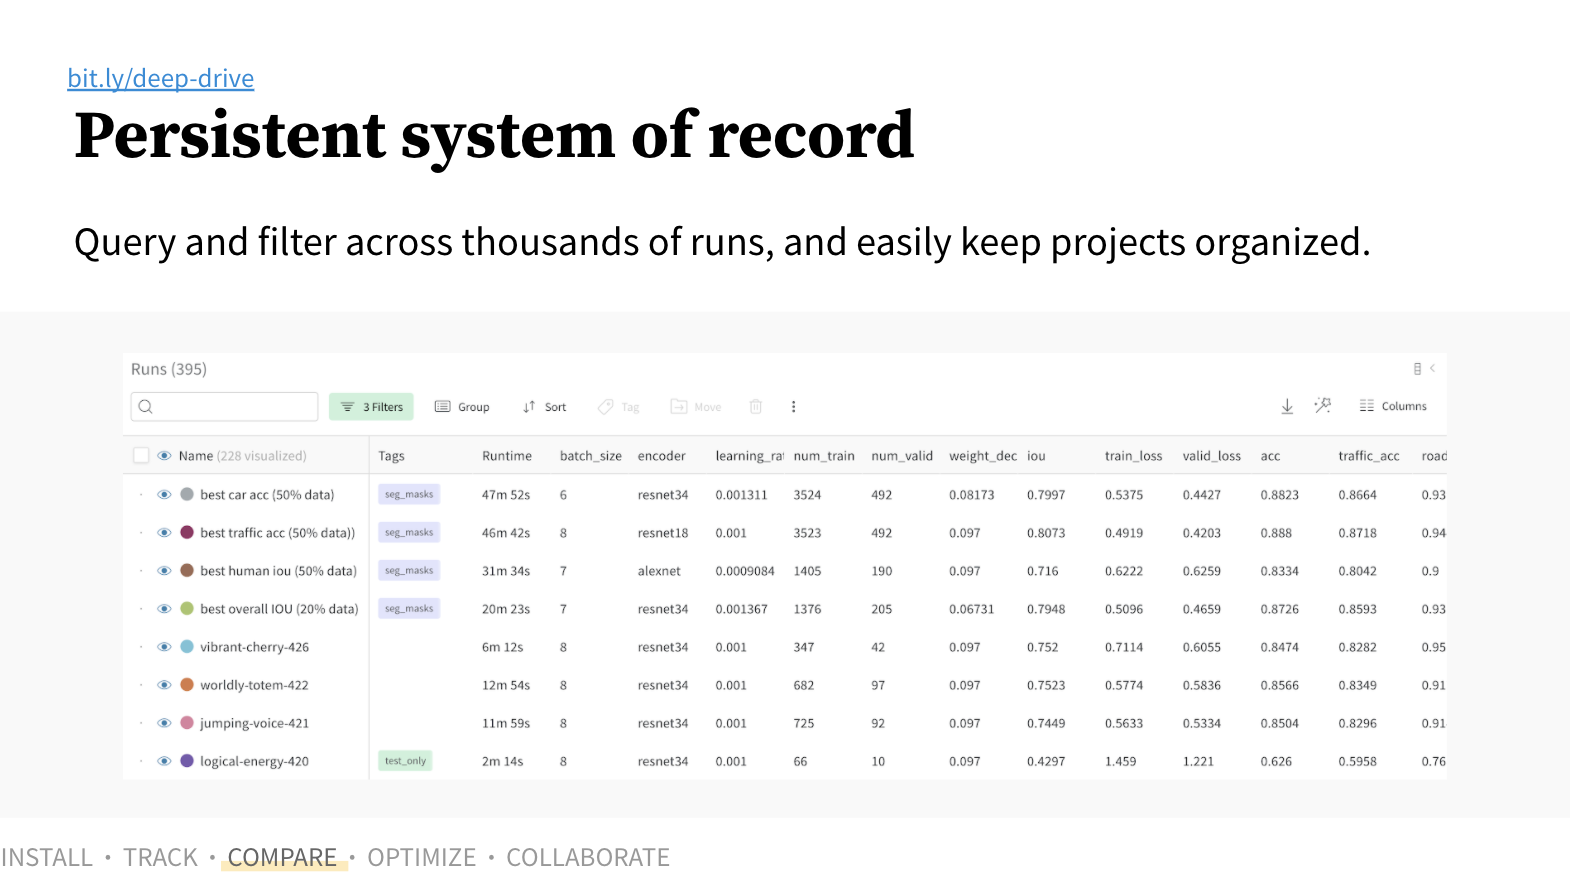 bit.ly/deep-drive
Persistent system of record
Query and filter across thousands of runs, and easily keep projects organized.
Runs (395)
3 Filters Group Sort Tag Move Columns
Name (228 visualized) Tags Runtime batch_size encoder learning_ra num_train num_valid weight_dec iou train_loss valid_loss acc traffic_acc road
best car acc (50% data) seg_masks 47m 52s 6 resnet34 0.001311 3524 492 0.08173 0.7997 0.5375 0.4427 0.8823 0.8664 0.93
best traffic acc (50% data)) seg_masks 46m 42s 8 resnet18 0.001 3523 492 0.097 0.8073 0.4919 0.4203 0.888 0.8718 0.94
best human iou (50% data) seg_masks 31m 34s 7 alexnet 0.0009084 1405 190 0.097 0.716 0.6222 0.6259 0.8334 0.8042 0.9
best overall IOU (20% data) seg_masks 20m 23s 7 resnet34 0.001367 1376 205 0.06731 0.7948 0.5096 0.4659 0.8726 0.8593 0.93
vibrant-cherry-426 6m 12s 8 resnet34 0.001 347 42 0.097 0.752 0.7114 0.6055 0.8474 0.8282 0.95
worldly-totem-422 12m 54s 8 resnet34 0.001 682 97 0.097 0.7523 0.5774 0.5836 0.8566 0.8349 0.91
jumping-voice-421 11m 59s 8 resnet34 0.001 725 92 0.097 0.7449 0.5633 0.5334 0.8504 0.8296 0.91
logical-energy-420 test_only 2m 14s 8 resnet34 0.001 66 10 0.097 0.4297 1.459 1.221 0.626 0.5958 0.76
INSTALL • TRACK • COMPARE • OPTIMIZE • COLLABORATE